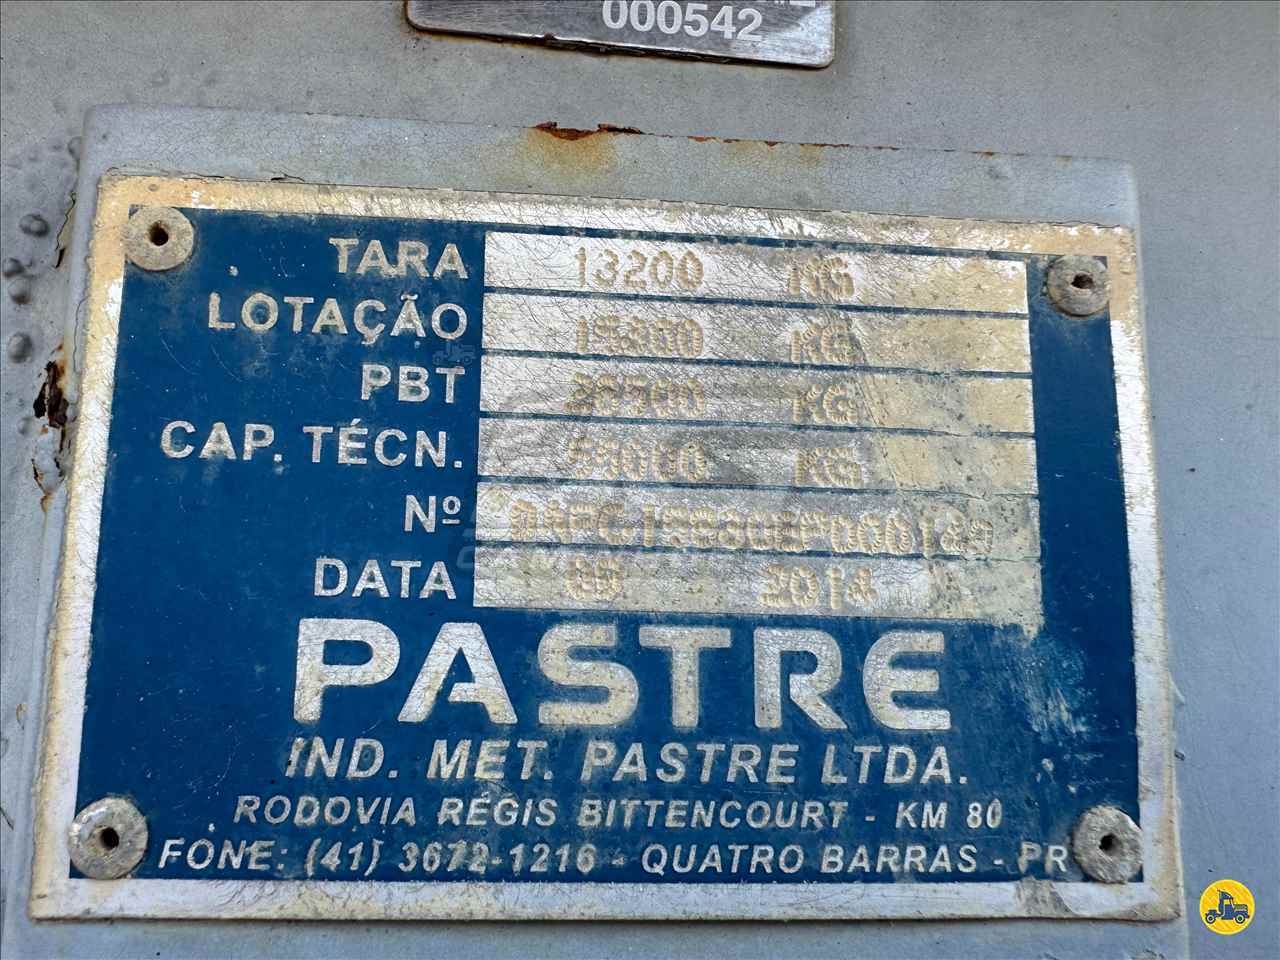 000542
TARA 13200 KG
LOTAÇÃO KG
PBT KG
CAP. TÉCN. KG
Nº
DATA 2014
PASTRE
IND. MET. PASTRE LTDA.
RODOVIA RÉGIS BITTENCOURT - KM 80
FONE: (41) 3672-1216 - QUATRO BARRAS - PR